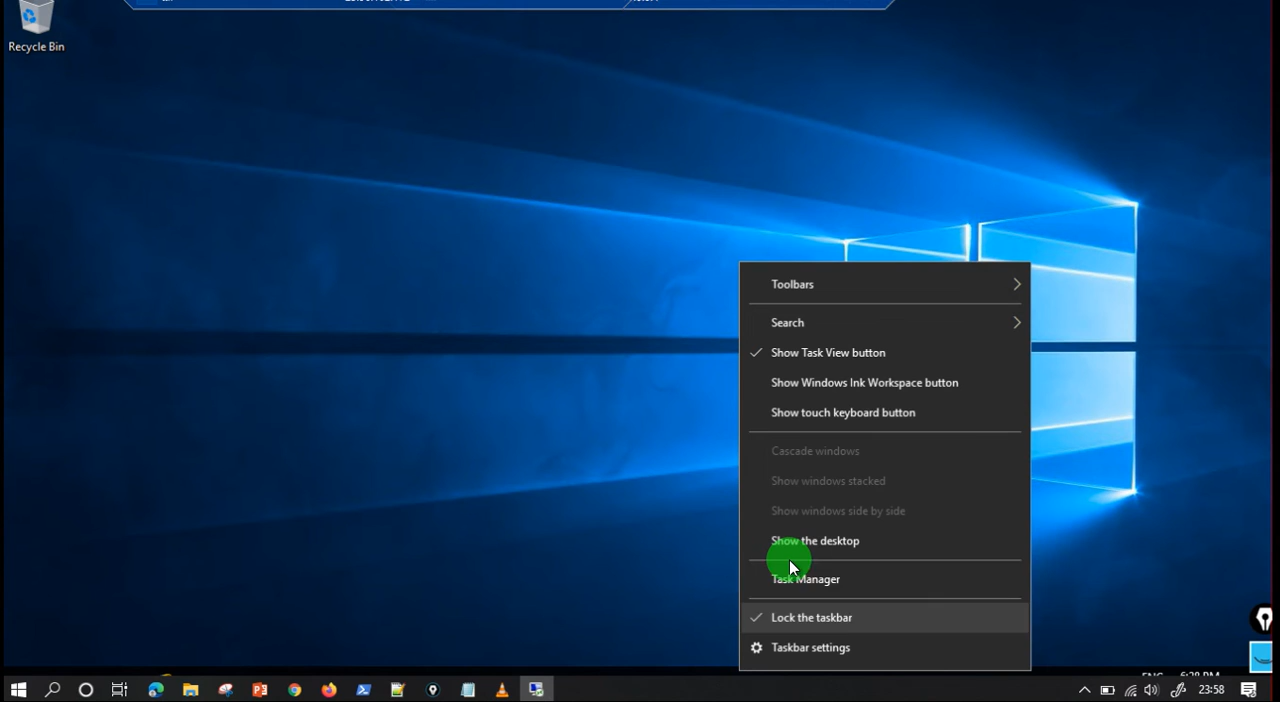 Recycle Bin
Toolbars
Search
Show Task View button
Show Windows Ink Workspace button
Show touch keyboard button
Cascade windows
Show windows stacked
Show windows side by side
Show the desktop
Task Manager
Lock the taskbar
Taskbar settings
23:58